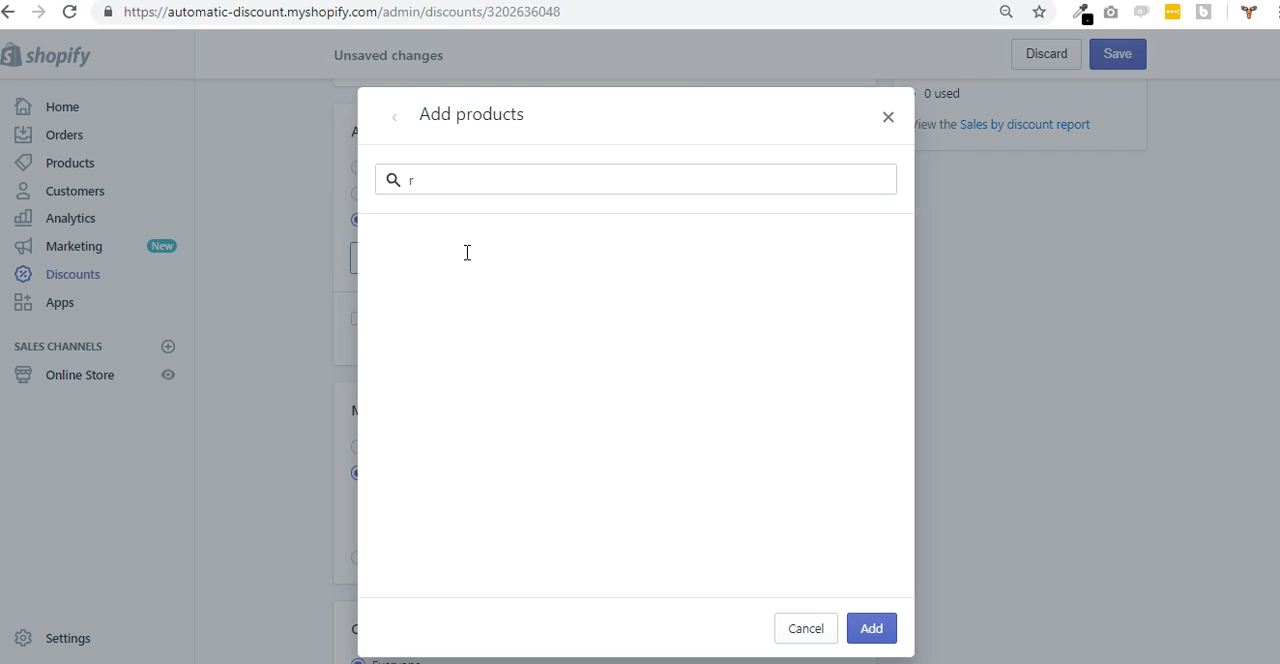 https://automatic-discount.myshopify.com/admin/discounts/3202636048
shopify
Unsaved changes
Discard
Save
Home
Orders
Products
Customers
Analytics
Marketing
New
Discounts
Apps
SALES CHANNELS
Online Store
Settings
Add products
r
Cancel
Add
0 used
View the Sales by discount report